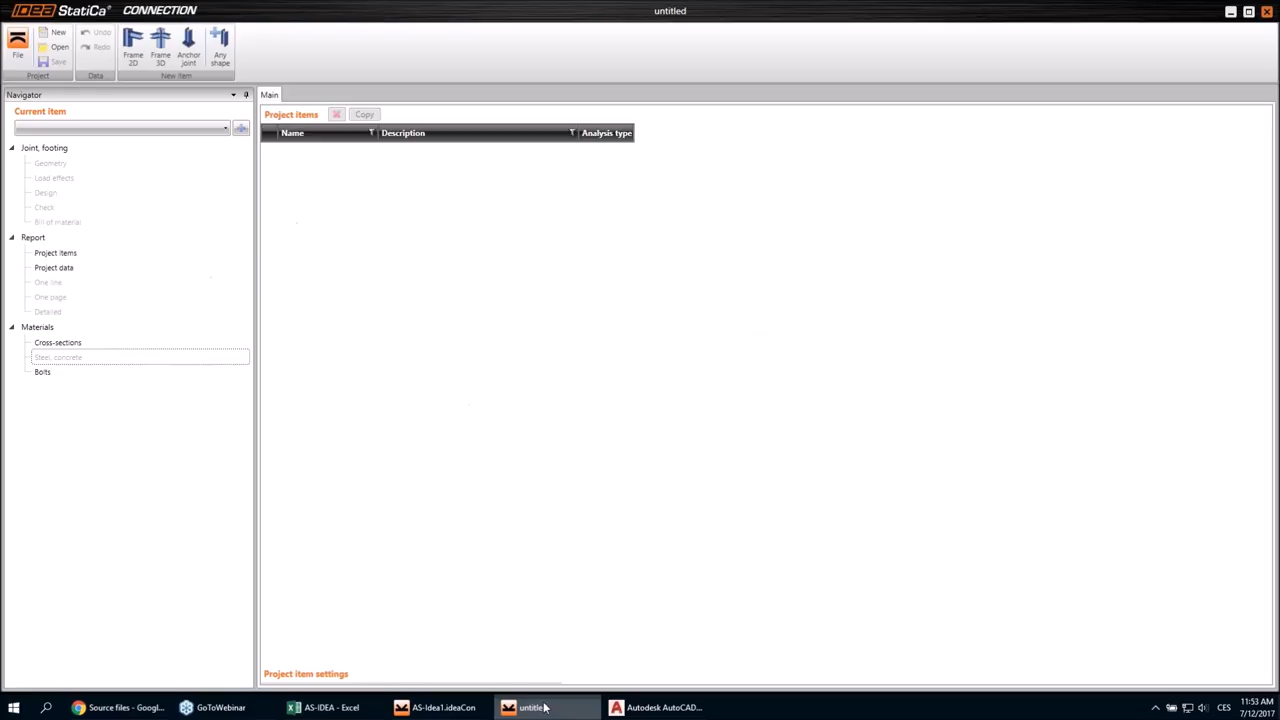 IDEA StatiCa® CONNECTION
untitled
File
New
Open
Save
Undo
Redo
Frame 2D
Frame 3D
Anchor joint
Any shape
Project
Data
New Item
Navigator
Current item
Joint, footing
Geometry
Load effects
Design
Check
Bill of material
Report
Project items
Project data
One line
One page
Detailed
Materials
Cross-sections
Steel, concrete
Bolts
Main
Project items
Copy
Name
Description
Analysis type
Project item settings
Source files - Googl...
GoToWebinar
AS-IDEA - Excel
AS-Idea1.ideaCon
untitled
Autodesk AutoCAD...
CES
11:53 AM
7/12/2017